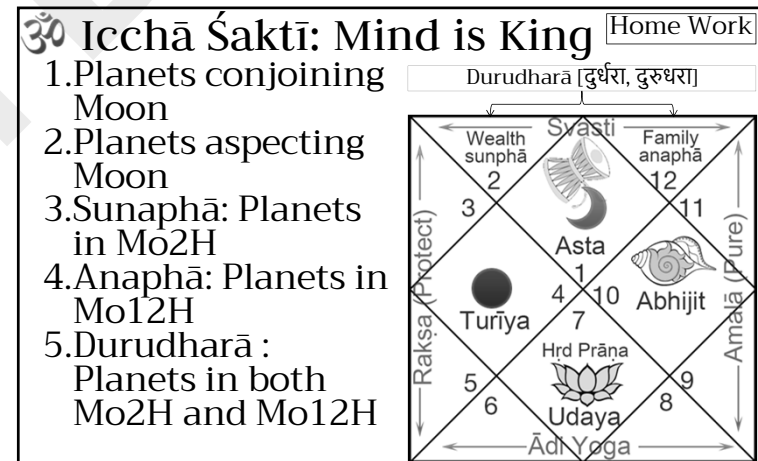 ॐ Icchā Śaktī: Mind is King
Home Work
1.Planets conjoining
Moon
2.Planets aspecting
Moon
3.Sunaphā: Planets
in Mo2H
4.Anaphā: Planets in
Mo12H
5.Durudharā :
Planets in both
Mo2H and Mo12H
Durudharā [दुर्धरा, दुरुधरा]
Svasti
Wealth
sunphā
Family
anaphā
2
12
3
11
Asta
1
4
10
7
Turīya
Abhijit
Rakṣa (Protect)
Amalā (Pure)
Hṛd Prāṇa
5
9
6
8
Udaya
Ādi Yoga